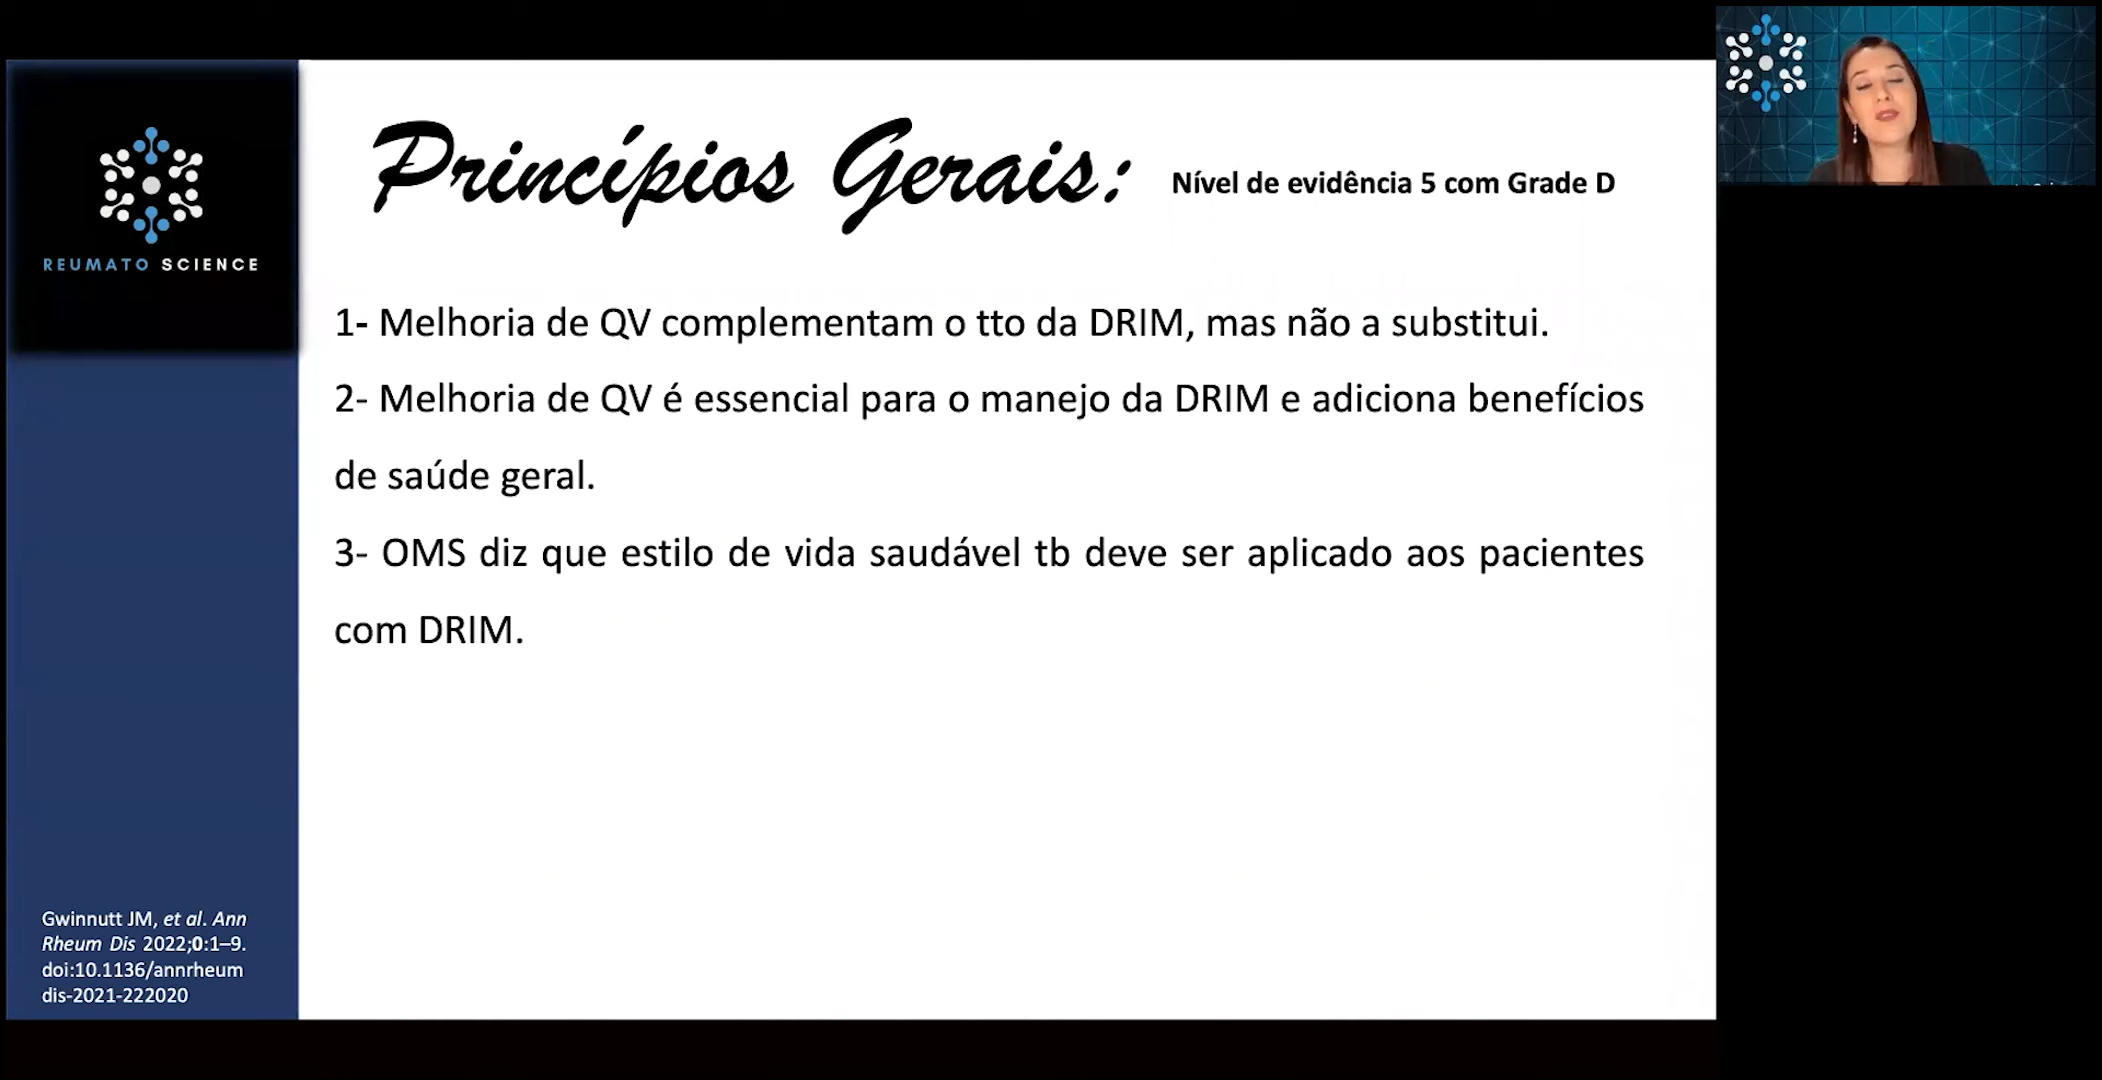 REUMATO SCIENCE
Princípios Gerais: Nível de evidência 5 com Grade D
1- Melhoria de QV complementam o tto da DRIM, mas não a substitui.
2- Melhoria de QV é essencial para o manejo da DRIM e adiciona benefícios
de saúde geral.
3- OMS diz que estilo de vida saudável tb deve ser aplicado aos pacientes
com DRIM.
Gwinnutt JM, et al. Ann
Rheum Dis 2022;0:1–9.
doi:10.1136/annrheum
dis-2021-222020